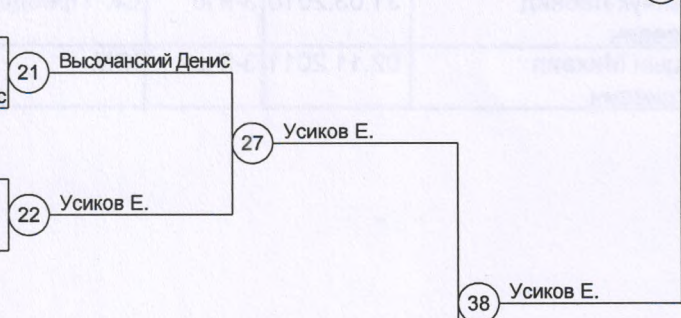 21 Высочанский Денис
27 Усиков Е.
22 Усиков Е.
38 Усиков Е.